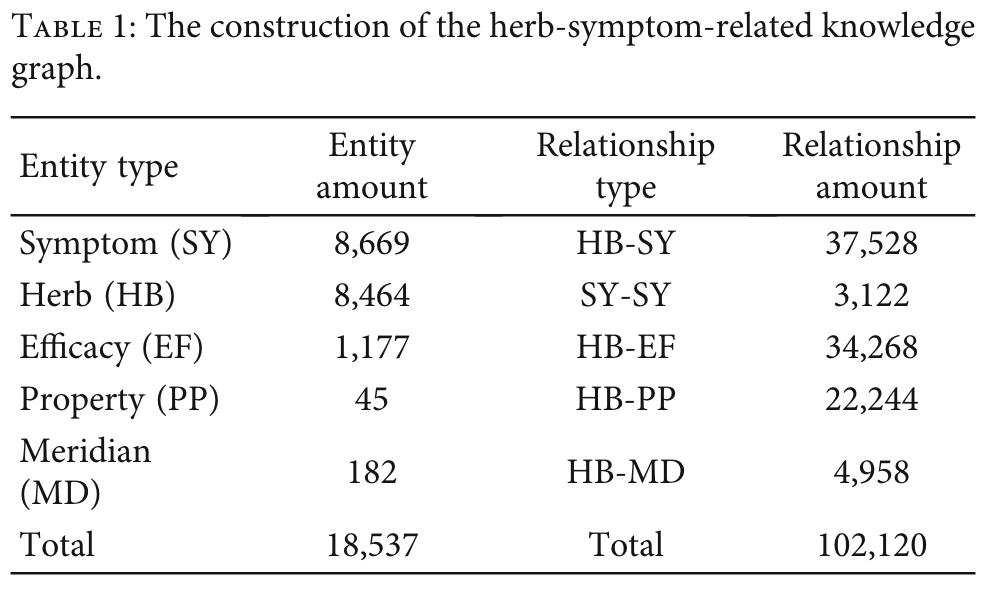 TABLE 1: The construction of the herb-symptom-related knowledge
graph.
Entity type Entity amount Relationship type Relationship amount
Symptom (SY) 8,669 HB-SY 37,528
Herb (HB) 8,464 SY-SY 3,122
Efficacy (EF) 1,177 HB-EF 34,268
Property (PP) 45 HB-PP 22,244
Meridian (MD) 182 HB-MD 4,958
Total 18,537 Total 102,120